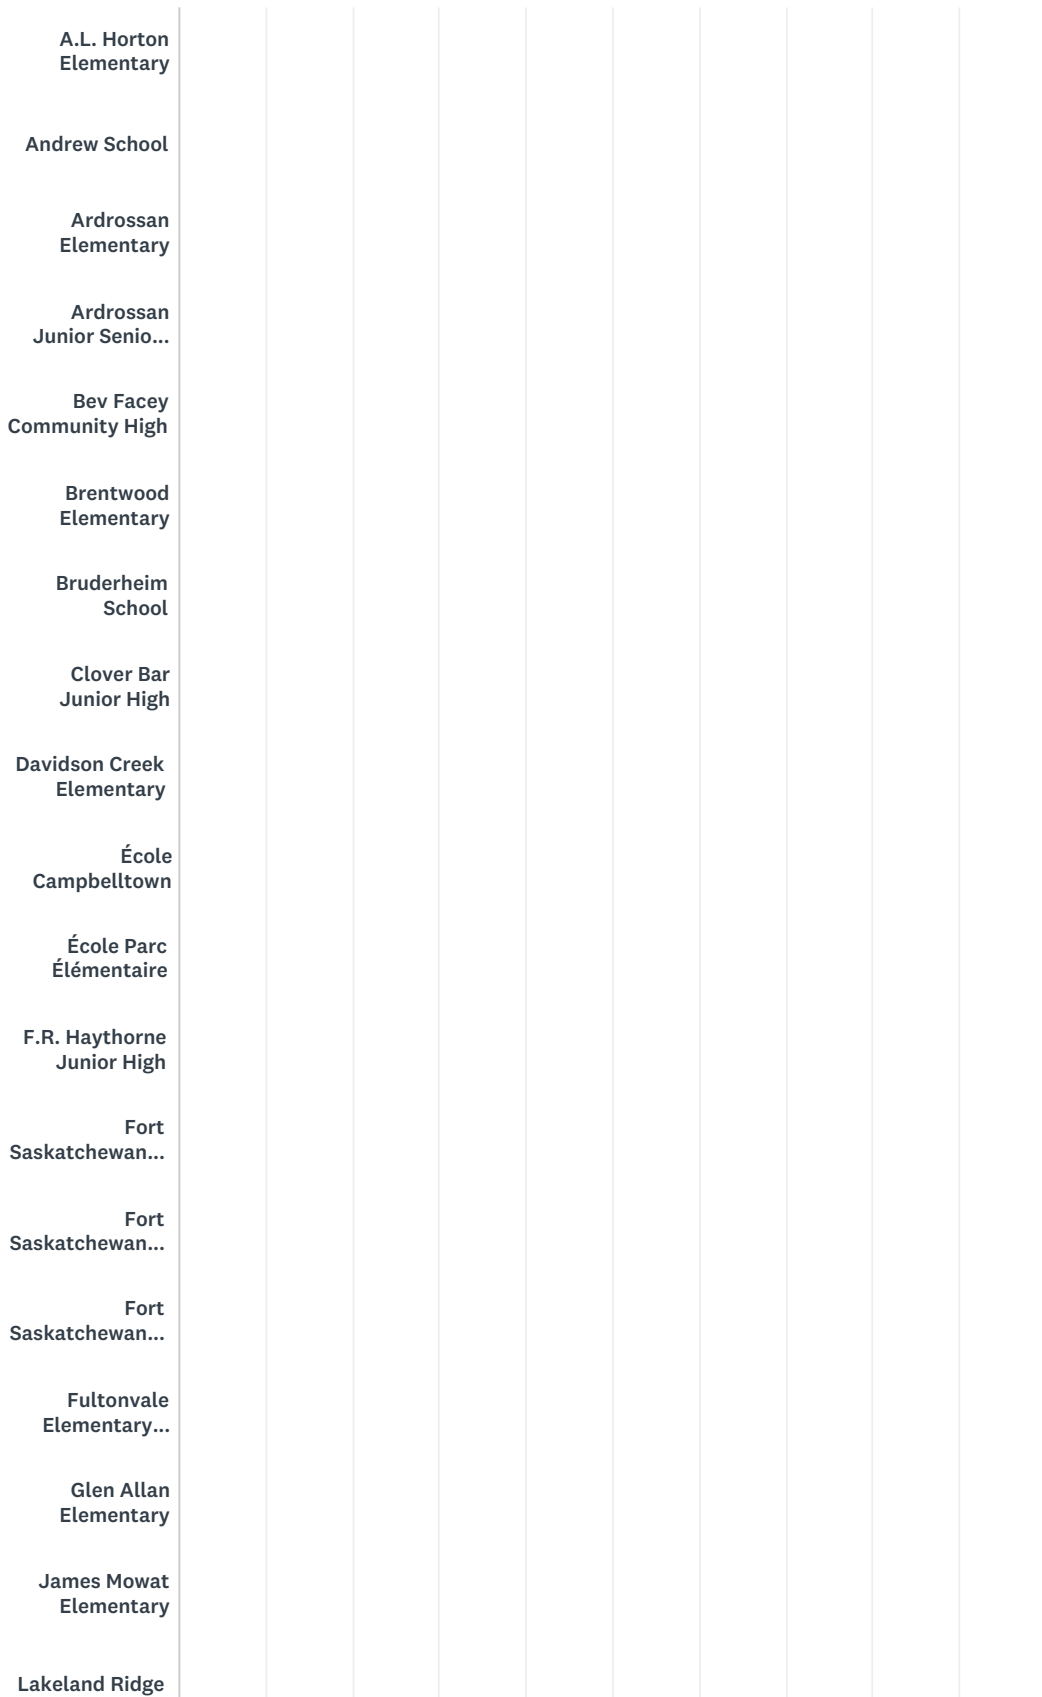 A.L. Horton
Elementary
Andrew School
Ardrossan
Elementary
Ardrossan
Junior Senio...
Bev Facey
Community High
Brentwood
Elementary
Bruderheim
School
Clover Bar
Junior High
Davidson Creek
Elementary
École
Campbelltown
École Parc
Élémentaire
F.R. Haythorne
Junior High
Fort
Saskatchewan...
Fort
Saskatchewan...
Fort
Saskatchewan...
Fultonvale
Elementary...
Glen Allan
Elementary
James Mowat
Elementary
Lakeland Ridge